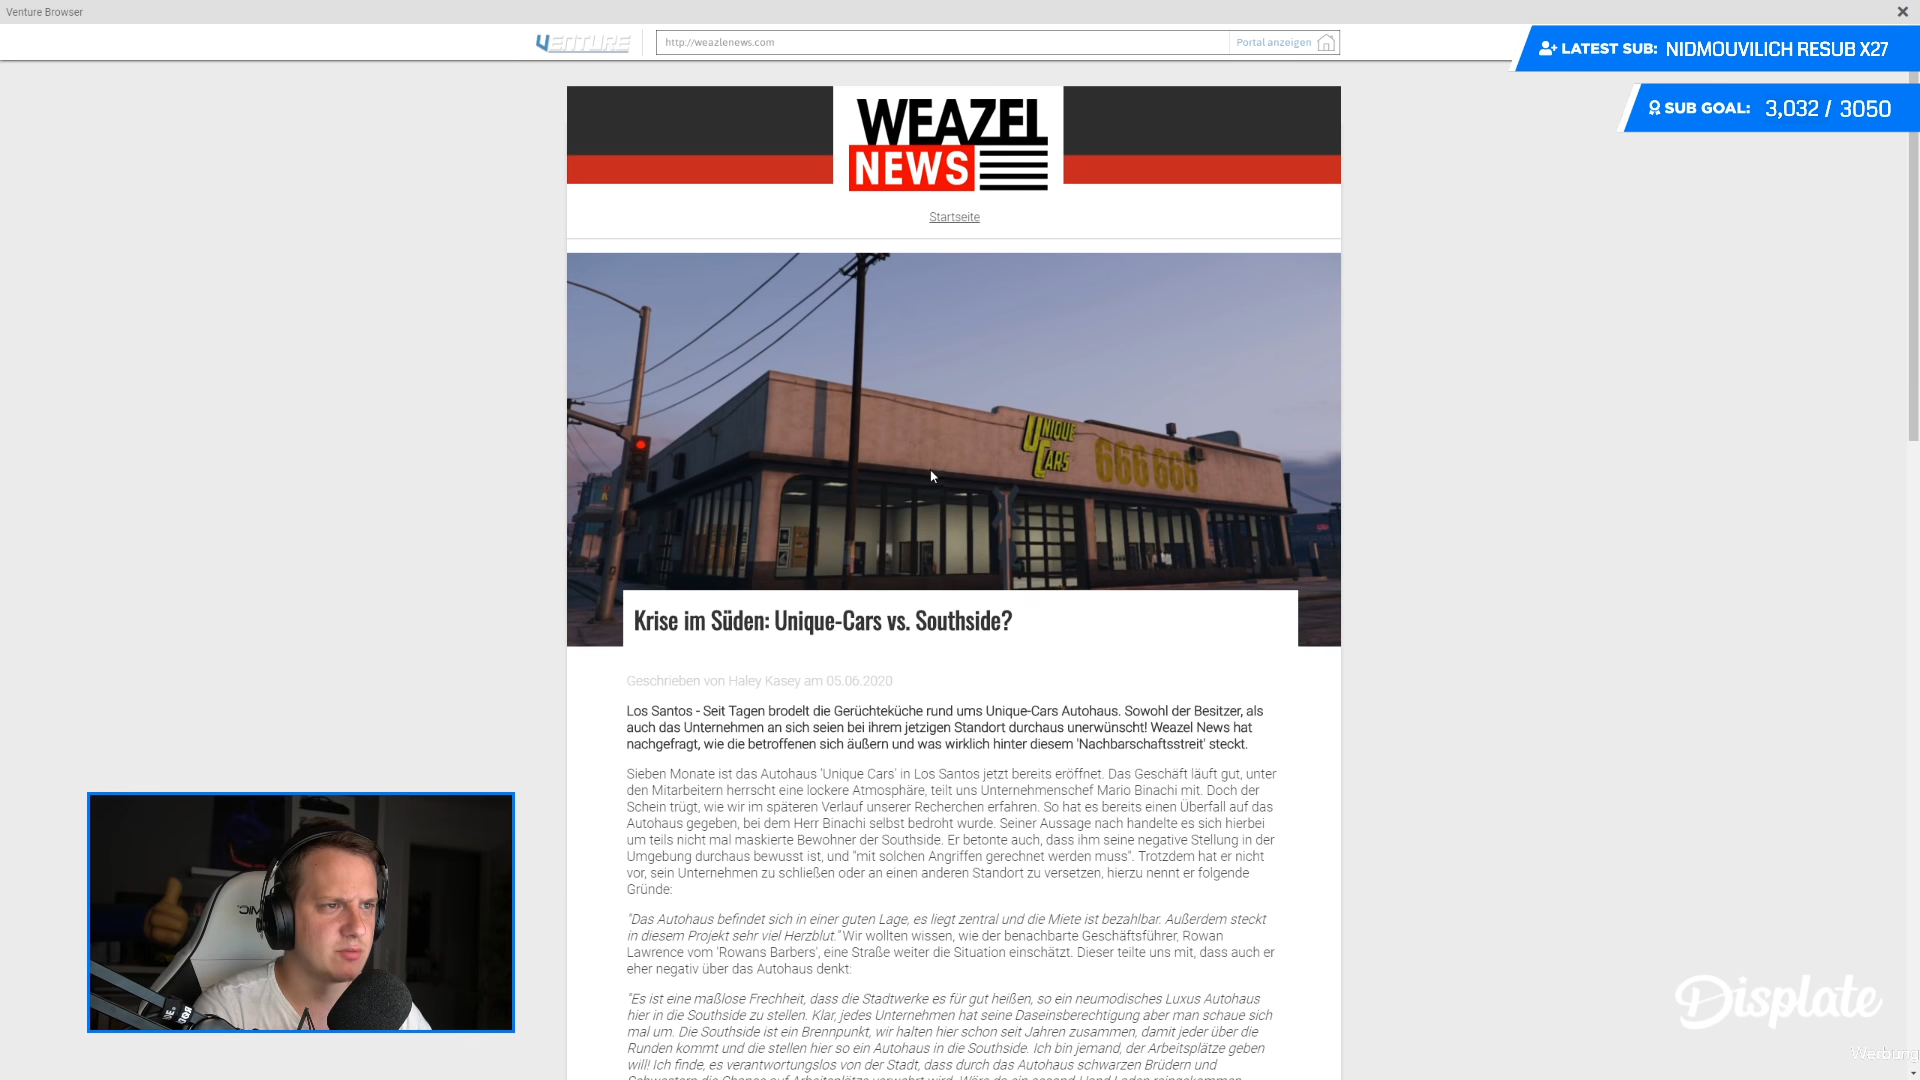 Venture Browser
VENTURE
http://weazlenews.com
Portal anzeigen
LATEST SUB: NIDMOUVILICH RESUB X27
SUB GOAL: 3,032 / 3050
WEAZEL
NEWS
Startseite
UNIQUE
CARS
666 666
Krise im Süden: Unique-Cars vs. Southside?
Geschrieben von Haley Kasey am 05.06.2020
Los Santos - Seit Tagen brodelt die Gerüchteküche rund ums Unique-Cars Autohaus. Sowohl der Besitzer, als
auch das Unternehmen an sich seien bei ihrem jetzigen Standort durchaus unerwünscht! Weazel News hat
nachgefragt, wie die betroffenen sich äußern und was wirklich hinter diesem 'Nachbarschaftsstreit' steckt.
Sieben Monate ist das Autohaus 'Unique Cars' in Los Santos jetzt bereits eröffnet. Das Geschäft läuft gut, unter
den Mitarbeitern herrscht eine lockere Atmosphäre, teilt uns Unternehmenschef Mario Binachi mit. Doch der
Schein trügt, wie wir im späteren Verlauf unserer Recherchen erfahren. So hat es bereits einen Überfall auf das
Autohaus gegeben, bei dem Herr Binachi selbst bedroht wurde. Seiner Aussage nach handelte es sich hierbei
um teils nicht mal maskierte Bewohner der Southside. Er betonte auch, dass ihm seine negative Stellung in der
Umgebung durchaus bewusst ist, und "mit solchen Angriffen gerechnet werden muss". Trotzdem hat er nicht
vor, sein Unternehmen zu schließen oder an einen anderen Standort zu versetzen, hierzu nennt er folgende
Gründe:
"Das Autohaus befindet sich in einer guten Lage, es liegt zentral und die Miete ist bezahlbar. Außerdem steckt
in diesem Projekt sehr viel Herzblut." Wir wollten wissen, wie der benachbarte Geschäftsführer, Rowan
Lawrence vom 'Rowans Barbers', eine Straße weiter die Situation einschätzt. Dieser teilte uns mit, dass auch er
eher negativ über das Autohaus denkt:
"Es ist eine maßlose Frechheit, dass die Stadtwerke es für gut heißen, so ein neumodisches Luxus Autohaus
hier in die Southside zu stellen. Klar, jedes Unternehmen hat seine Daseinsberechtigung aber man schaue sich
mal um. Die Southside ist ein Brennpunkt, wir halten hier schon seit Jahren zusammen, damit jeder über die
Runden kommt und die stellen hier so ein Autohaus in die Southside. Ich bin jemand, der Arbeitsplätze geben
will! Ich finde, es verantwortungslos von der Stadt, dass durch das Autohaus schwarzen Brüdern und
Displate
Werbung